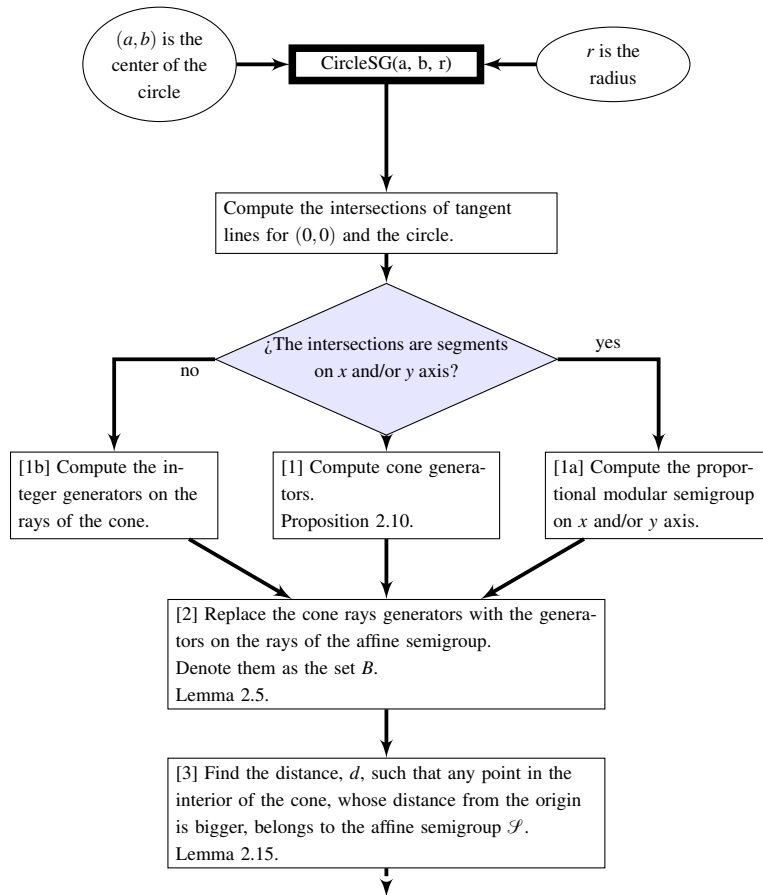 (a, b) is the
center of the
circle
CircleSG(a, b, r)
r is the
radius
Compute the intersections of tangent
lines for (0,0) and the circle.
¿The intersections are segments
on x and/or y axis?
no
yes
[1b] Compute the in-
teger generators on the
rays of the cone.
[1] Compute cone genera-
tors.
Proposition 2.10.
[1a] Compute the propor-
tional modular semigroup
on x and/or y axis.
[2] Replace the cone rays generators with the genera-
tors on the rays of the affine semigroup.
Denote them as the set B.
Lemma 2.5.
[3] Find the distance, d, such that any point in the
interior of the cone, whose distance from the origin
is bigger, belongs to the affine semigroup 𝒮.
Lemma 2.15.